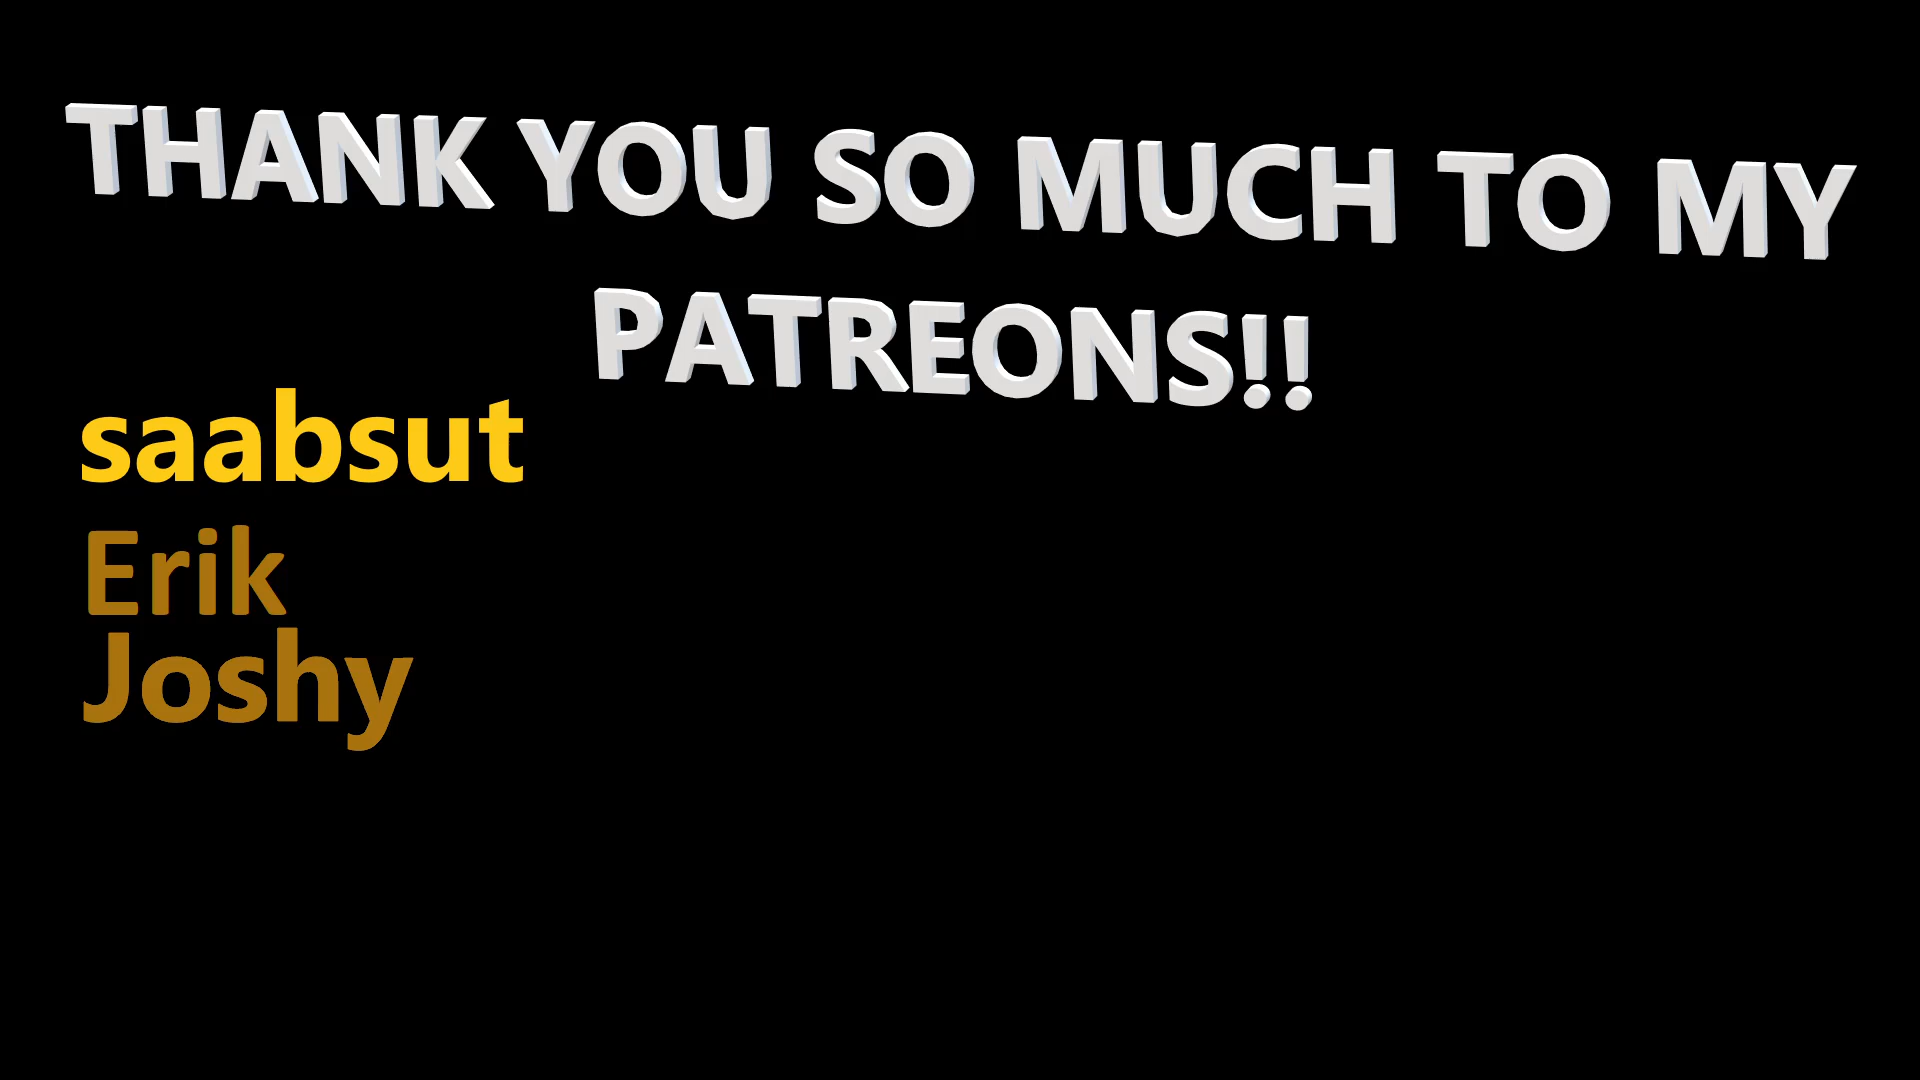 THANK YOU SO MUCH TO MY
PATREONS!!
saabsut
Erik
Joshy